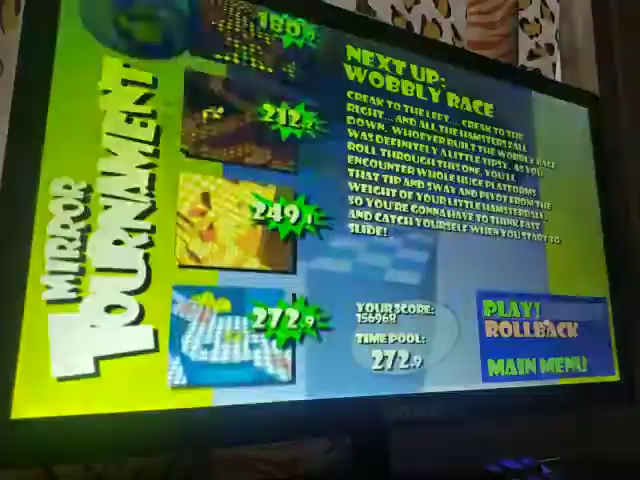 MIRROR
TOURNAMENT
180.2
212.2
249.1
272.9
NEXT UP:
WOBBLY RACE
CREAK TO THE LEFT... CREAK TO THE
RIGHT... AND ALL THE HAMSTERS FALL
DOWN. WHOEVER BUILT THE WOBBLY RACE
WAS DEFINITELY A LITTLE TIPSY. AS YOU
ROLL THROUGH THIS ONE, YOU'LL
ENCOUNTER WHOLE HUGE PLATFORMS
THAT TIP AND SWAY AND PIVOT FROM THE
WEIGHT OF YOUR LITTLE HAMSTERBALL.
SO YOU'RE GONNA HAVE TO THINK FAST
AND CATCH YOURSELF WHEN YOU START TO
SLIDE!
YOUR SCORE:
156968
TIME POOL:
272.9
PLAY!
ROLLBACK
MAIN MENU